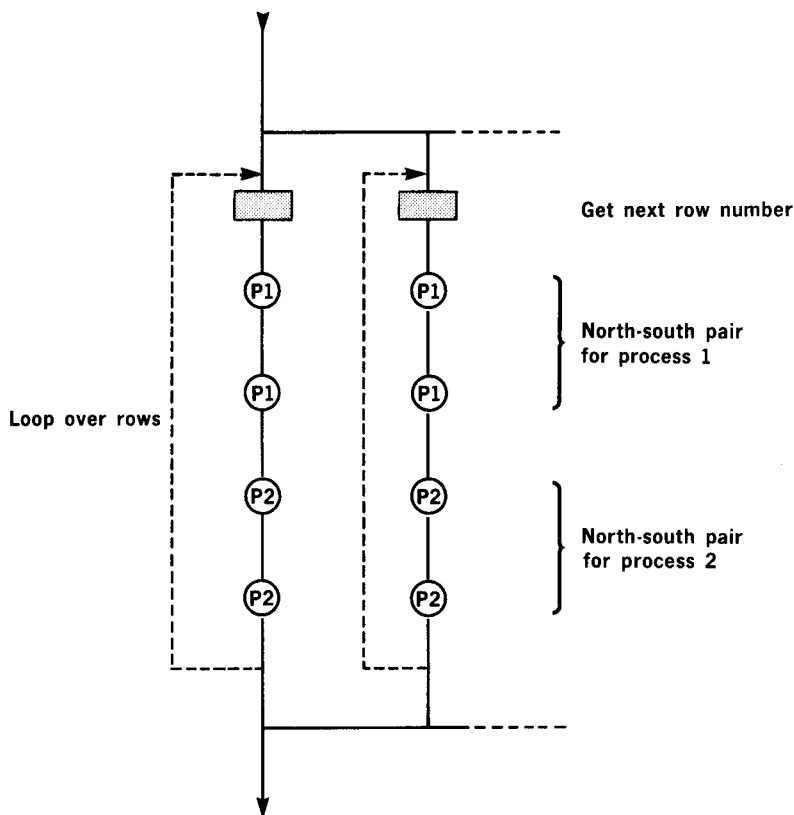 Get next row number
P1 P1
North-south pair
for process 1
P1 P1
Loop over rows
P2 P2
North-south pair
for process 2
P2 P2